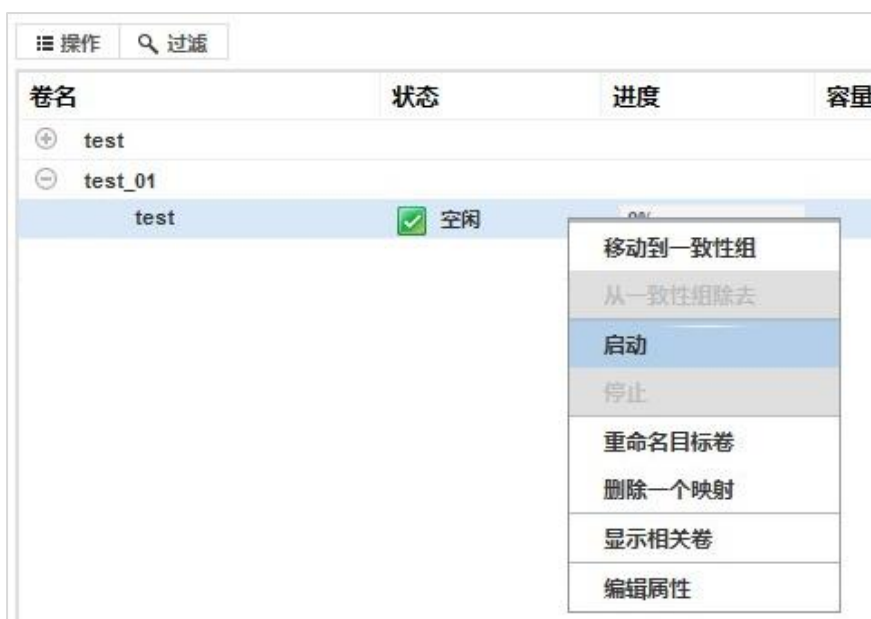 操作 过滤
卷名 状态 进度 容量
test
test_01
test 空闲 0%
移动到一致性组
从一致性组除去
启动
停止
重命名目标卷
删除一个映射
显示相关卷
编辑属性